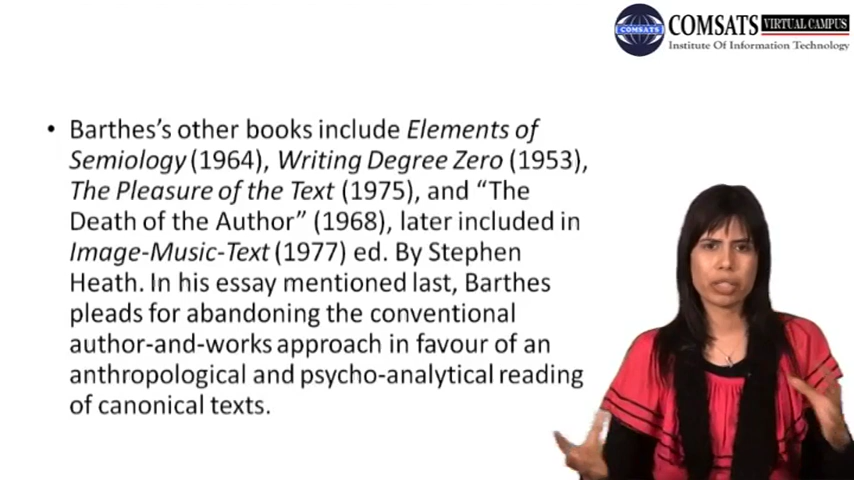 COMSATS
COMSATS VIRTUAL CAMPUS
Institute Of Information Technology
• Barthes's other books include Elements of
Semiology (1964), Writing Degree Zero (1953),
The Pleasure of the Text (1975), and “The
Death of the Author” (1968), later included in
Image-Music-Text (1977) ed. By Stephen
Heath. In his essay mentioned last, Barthes
pleads for abandoning the conventional
author-and-works approach in favour of an
anthropological and psycho-analytical reading
of canonical texts.